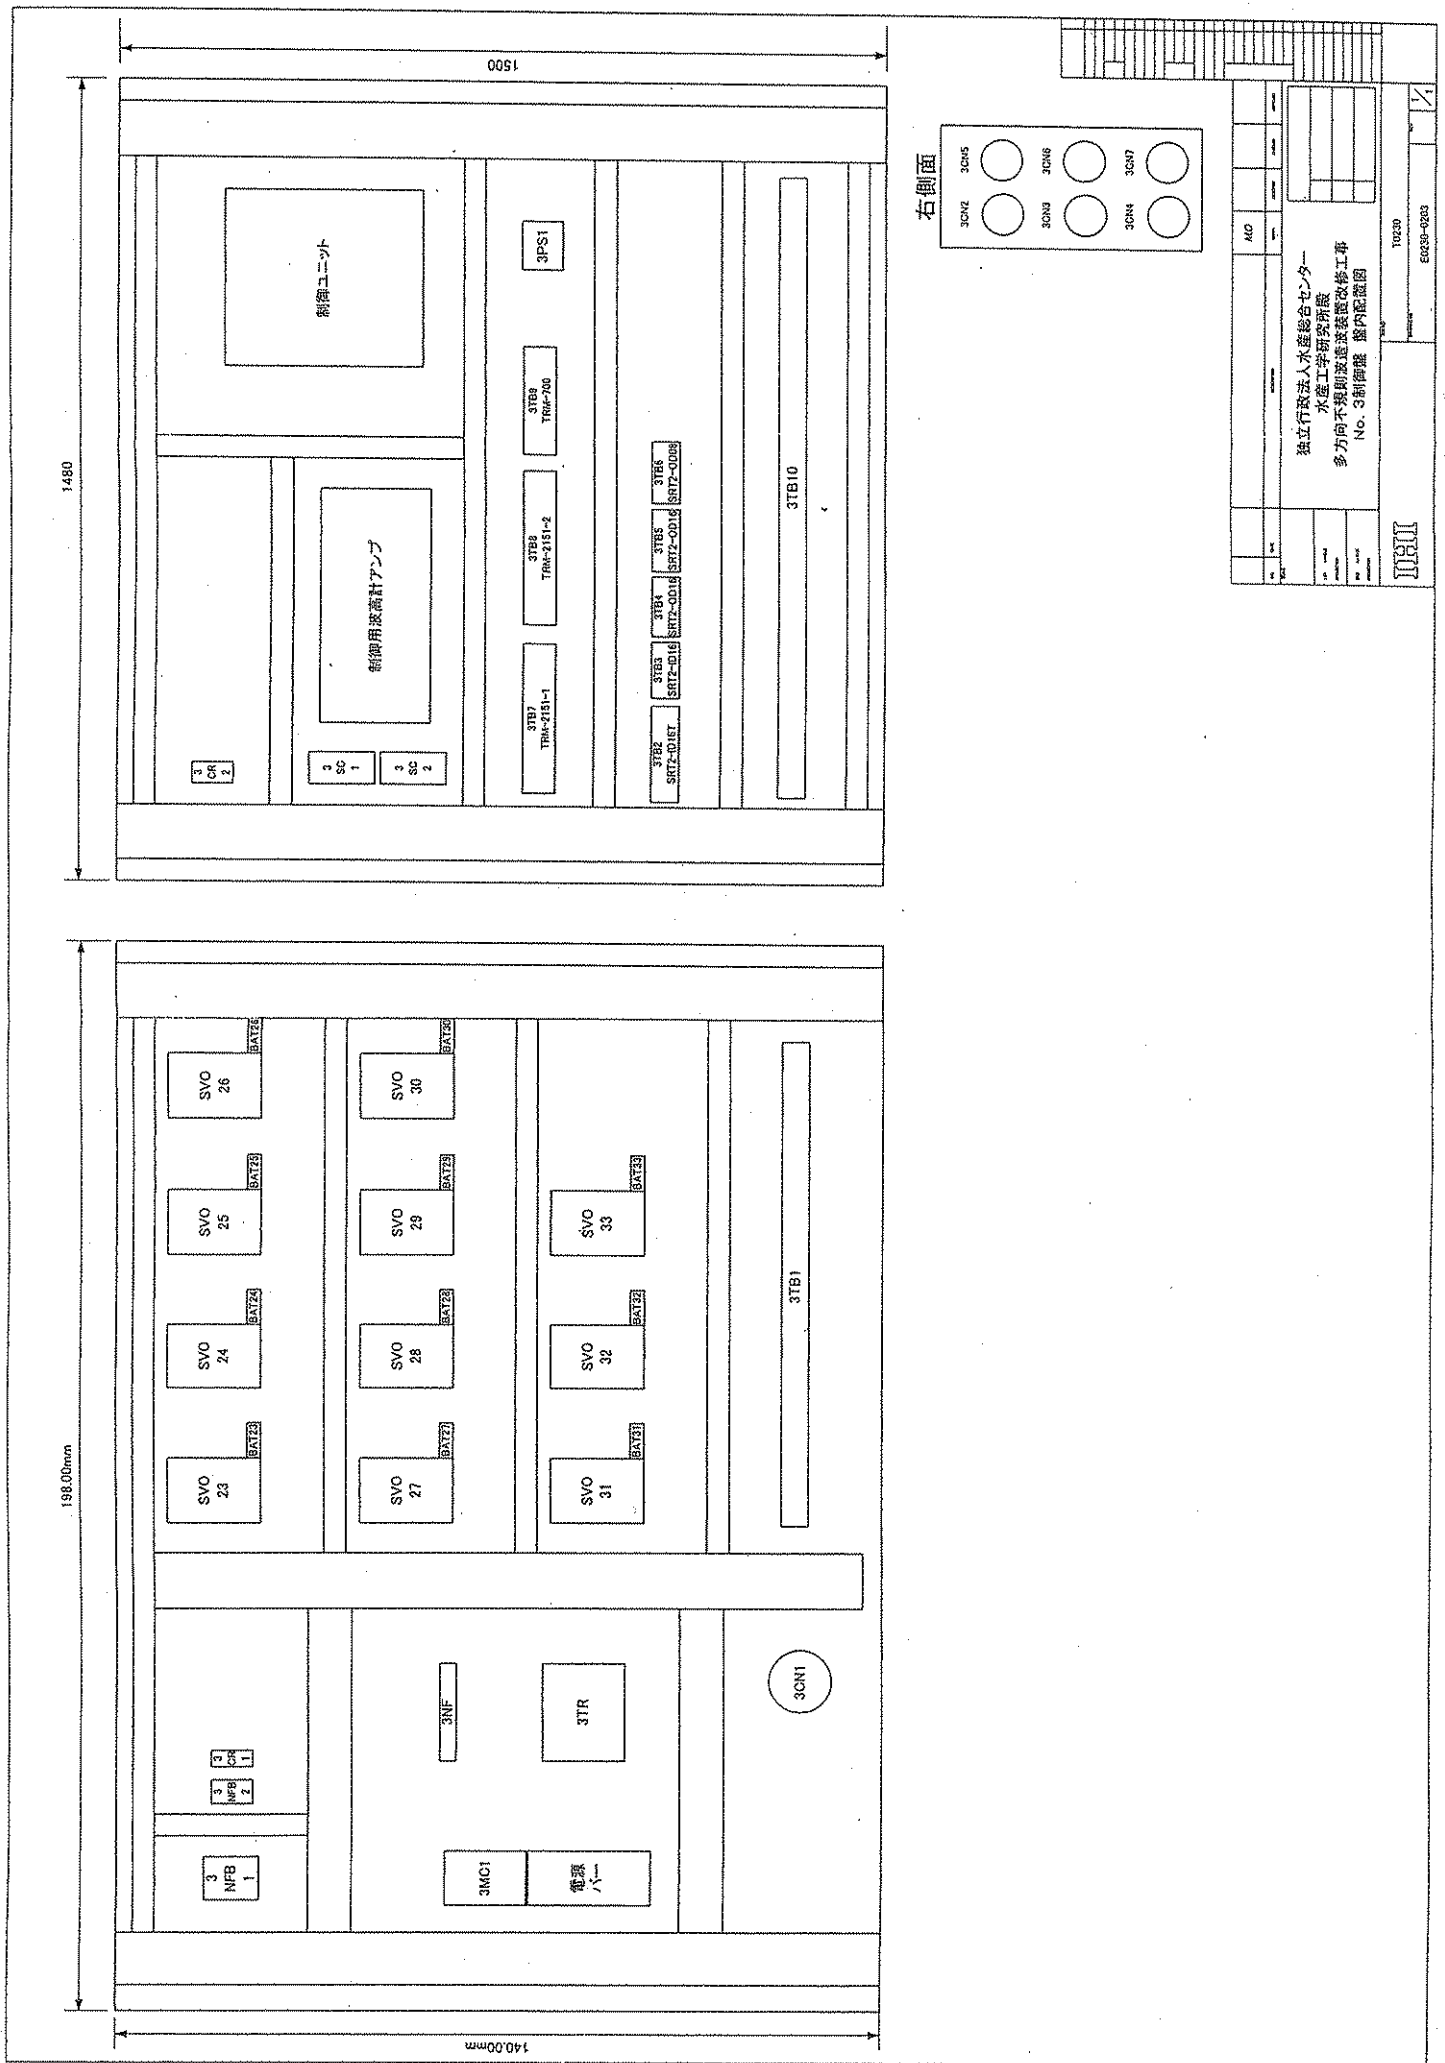 198.00mm
140.00mm
3
NFB
1
3
NFB
2
3
CR
1
3MC1
電源
バー
3NF
3TR
3CN1
SVO
23
BAT23
SVO
24
BAT24
SVO
25
BAT25
SVO
26
BAT26
SVO
27
BAT27
SVO
28
BAT28
SVO
29
BAT29
SVO
30
BAT30
SVO
31
BAT31
SVO
32
BAT32
SVO
33
BAT33
3TB1
1480
1500
3
CR
2
3
SC
1
3
SC
2
制御用波高計アンプ
制御ユニット
3TB7
TRM-2151-1
3TB8
TRM-2151-2
3TB9
TRM-700
3PS1
3TB2
SRT2-ID16T
3TB3
SRT2-ID16
3TB4
SRT2-OD16
3TB5
SRT2-OD16
3TB6
SRT2-OD08
3TB10
右側面
3CN2
3CN5
3CN3
3CN6
3CN4
3CN7
独立行政法人水産総合センター
水産工学研究所殿
多方向不規則波造波装置改修工事
No. 3制御盤 盤内配置図
IHI
T0230
E0230-0203
1/1